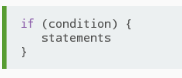 if (condition) {
   statements
}